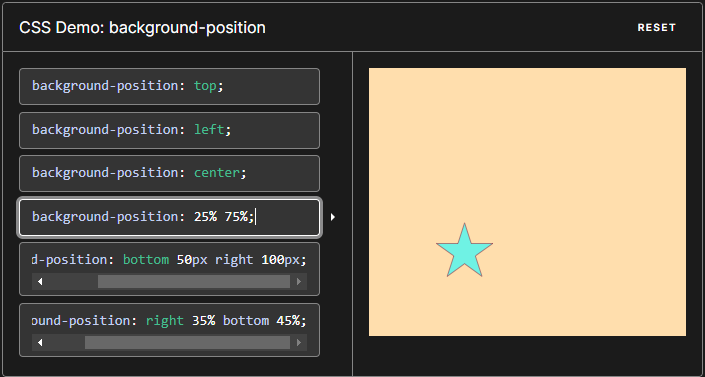 CSS Demo: background-position
RESET
background-position: top;
background-position: left;
background-position: center;
background-position: 25% 75%;
d-position: bottom 50px right 100px;
ound-position: right 35% bottom 45%;